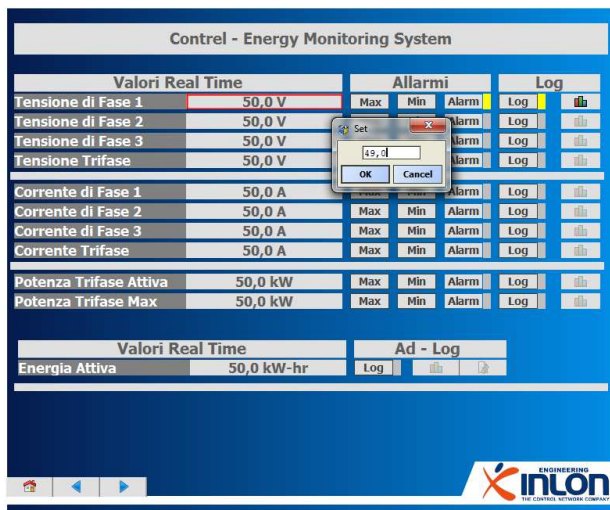 Control - Energy Monitoring System
Valori Real Time Allarmi Log
Tensione di Fase 1 50,0 V Max Min Alarm Log
Tensione di Fase 2 50,0 V Alarm Log
Set
Tensione di Fase 3 50,0 V Alarm Log
49,0
Tensione Trifase 50,0 V Alarm Log
OK Cancel
Corrente di Fase 1 50,0 A Max Min Alarm Log
Corrente di Fase 2 50,0 A Max Min Alarm Log
Corrente di Fase 3 50,0 A Max Min Alarm Log
Corrente Trifase 50,0 A Max Min Alarm Log
Potenza Trifase Attiva 50,0 kW Max Min Alarm Log
Potenza Trifase Max 50,0 kW Max Min Alarm Log
Valori Real Time Ad - Log
Energia Attiva 50,0 kW-hr Log
ENGINEERING
INLON
THE CONTROL NETWORK COMPANY